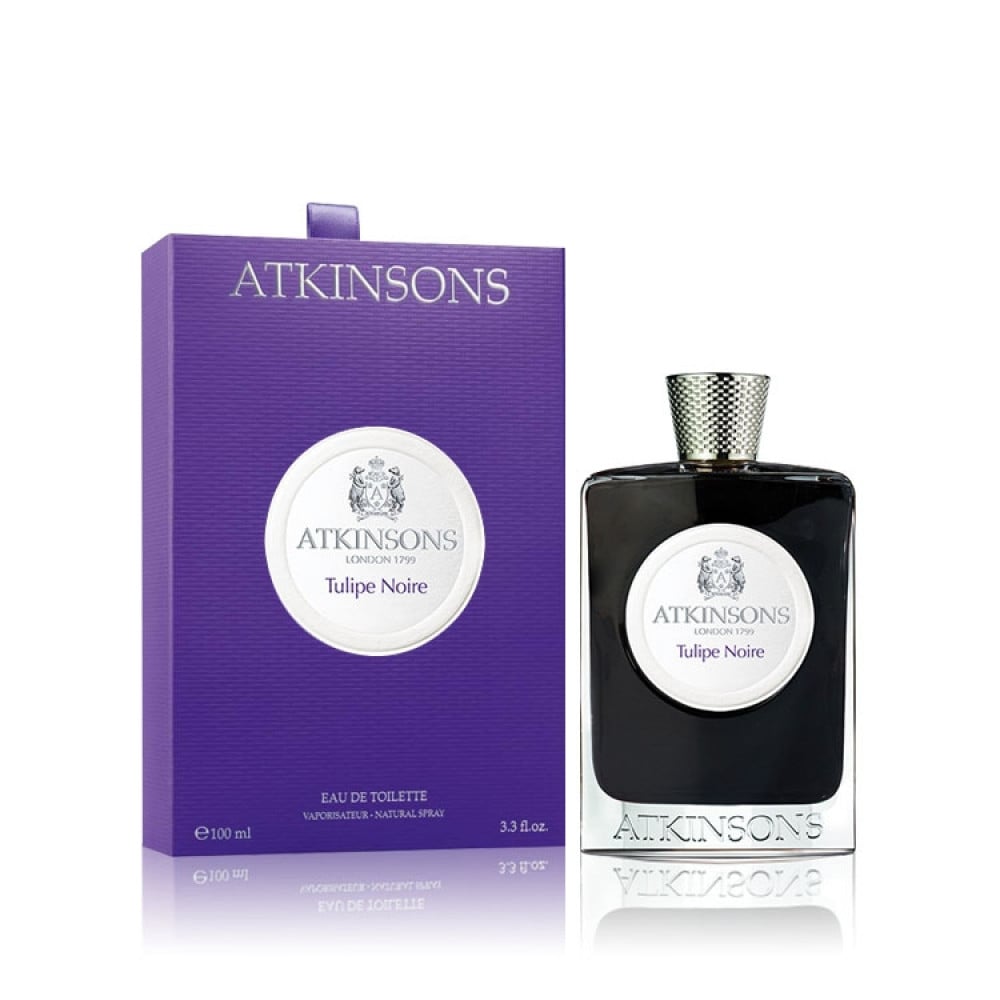 ATKINSONS
A
ATKINSONS
LONDON 1799
Tulipe Noire
EAU DE TOILETTE
VAPORISATEUR - NATURAL SPRAY
℮100 ml
3.3 fl.oz.
A
ATKINSONS
LONDON 1799
Tulipe Noire
ATKINSONS